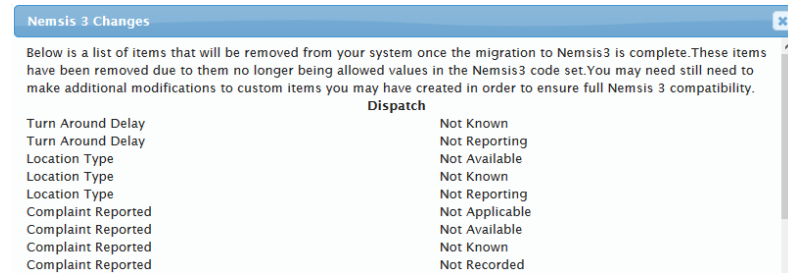 Nemsis 3 Changes
Below is a list of items that will be removed from your system once the migration to Nemsis3 is complete.These items
have been removed due to them no longer being allowed values in the Nemsis3 code set.You may need still need to
make additional modifications to custom items you may have created in order to ensure full Nemsis 3 compatibility.
Dispatch
Turn Around Delay Not Known
Turn Around Delay Not Reporting
Location Type Not Available
Location Type Not Known
Location Type Not Reporting
Complaint Reported Not Applicable
Complaint Reported Not Available
Complaint Reported Not Known
Complaint Reported Not Recorded